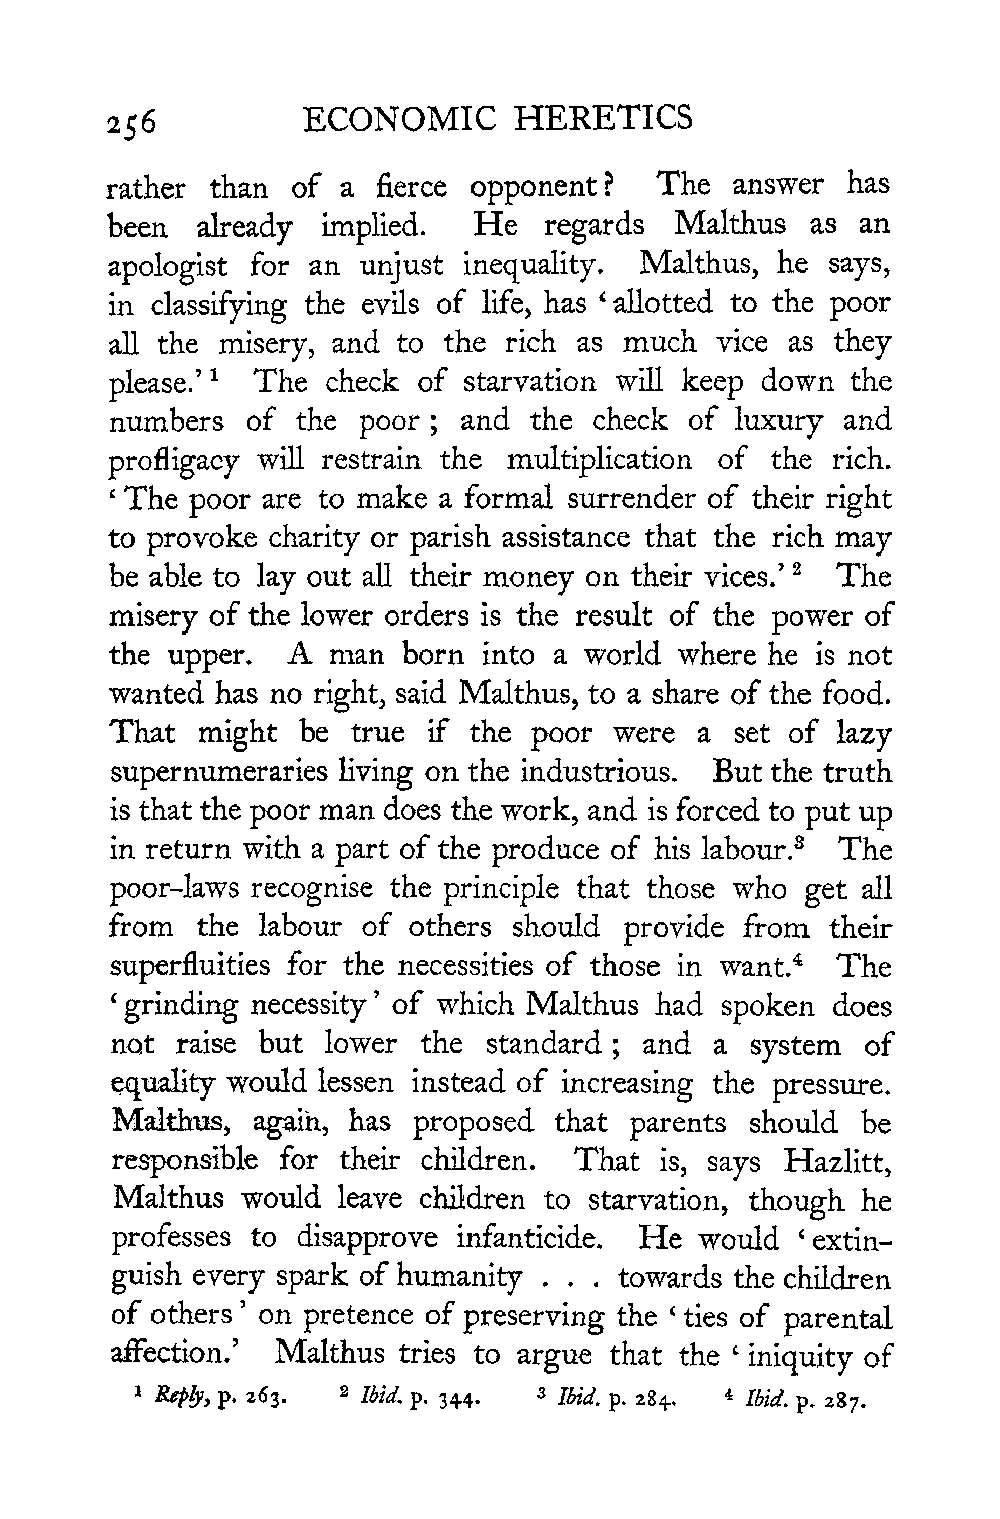 256 ECONOMIC HERETICS
rather than of a fierce opponent? The answer has
been already implied. He regards Malthus as an
apologist for an unjust inequality. Malthus, he says,
in classifying the evils of life, has ‘allotted to the poor
all the misery, and to the rich as much vice as they
please.’ 1 The check of starvation will keep down the
numbers of the poor; and the check of luxury and
profligacy will restrain the multiplication of the rich.
‘The poor are to make a formal surrender of their right
to provoke charity or parish assistance that the rich may
be able to lay out all their money on their vices.’ 2 The
misery of the lower orders is the result of the power of
the upper. A man born into a world where he is not
wanted has no right, said Malthus, to a share of the food.
That might be true if the poor were a set of lazy
supernumeraries living on the industrious. But the truth
is that the poor man does the work, and is forced to put up
in return with a part of the produce of his labour.3 The
poor-laws recognise the principle that those who get all
from the labour of others should provide from their
superfluities for the necessities of those in want.4 The
‘grinding necessity’ of which Malthus had spoken does
not raise but lower the standard; and a system of
equality would lessen instead of increasing the pressure.
Malthus, again, has proposed that parents should be
responsible for their children. That is, says Hazlitt,
Malthus would leave children to starvation, though he
professes to disapprove infanticide. He would ‘extin-
guish every spark of humanity . . . towards the children
of others’ on pretence of preserving the ‘ties of parental
affection.’ Malthus tries to argue that the ‘iniquity of
1 Reply, p. 263. 2 Ibid. p. 344. 3 Ibid. p. 284. 4 Ibid. p. 287.